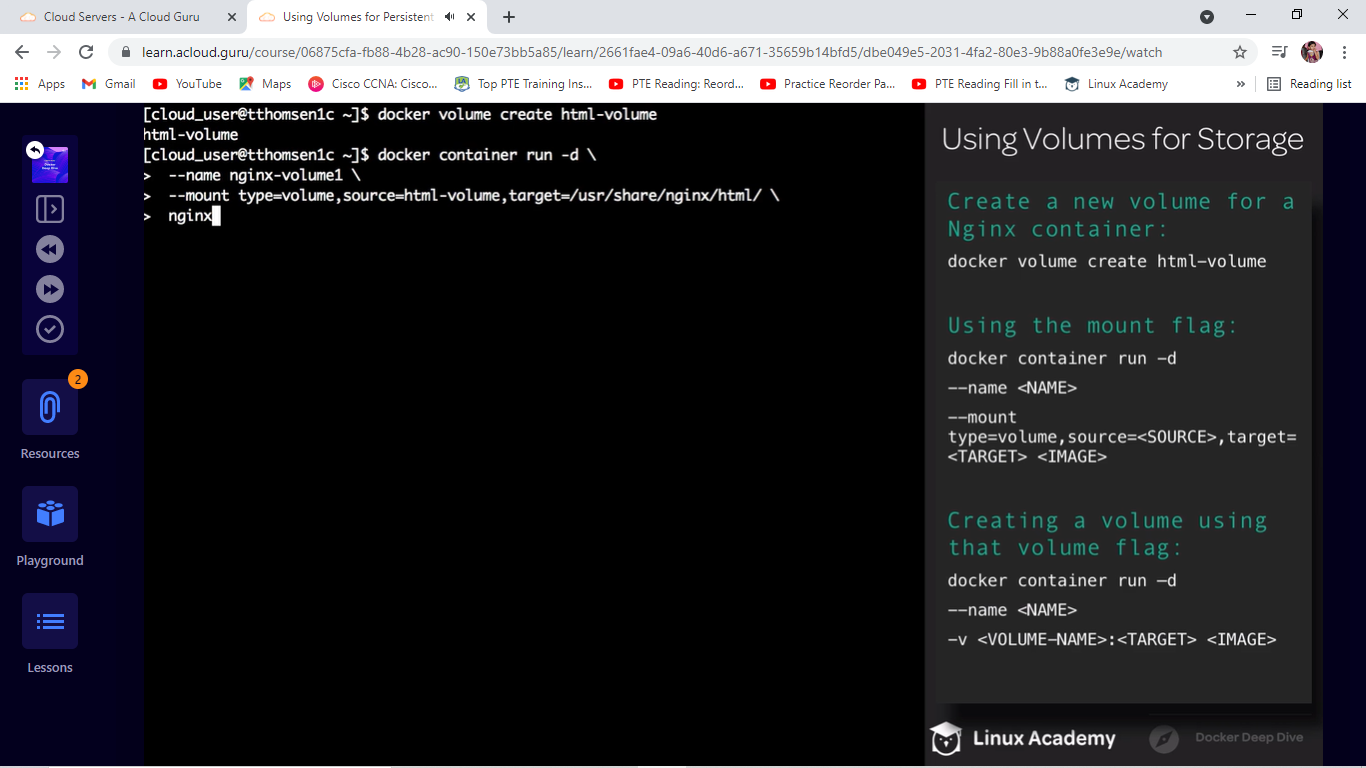 Cloud Servers - A Cloud Guru
Using Volumes for Persistent
learn.acloud.guru/course/06875cfa-fb88-4b28-ac90-150e73bb5a85/learn/2661fae4-09a6-40d6-a671-35659b14bfd5/dbe049e5-2031-4fa2-80e3-9b88a0fe3e9e/watch
Apps
Gmail
YouTube
Maps
Cisco CCNA: Cisco...
Top PTE Training Ins...
PTE Reading: Reord...
Practice Reorder Pa...
PTE Reading Fill in t...
Linux Academy
»
Reading list
2
Resources
Playground
Lessons
[cloud_user@tthomsen1c ~]$ docker volume create html-volume
html-volume
[cloud_user@tthomsen1c ~]$ docker container run -d \
> --name nginx-volume1 \
> --mount type=volume,source=html-volume,target=/usr/share/nginx/html/ \
> nginx
Using Volumes for Storage
Create a new volume for a
Nginx container:
docker volume create html-volume
Using the mount flag:
docker container run –d
--name <NAME>
--mount
type=volume,source=<SOURCE>,target=
<TARGET> <IMAGE>
Creating a volume using
that volume flag:
docker container run –d
--name <NAME>
-v <VOLUME-NAME>:<TARGET> <IMAGE>
Linux Academy
Docker Deep Dive